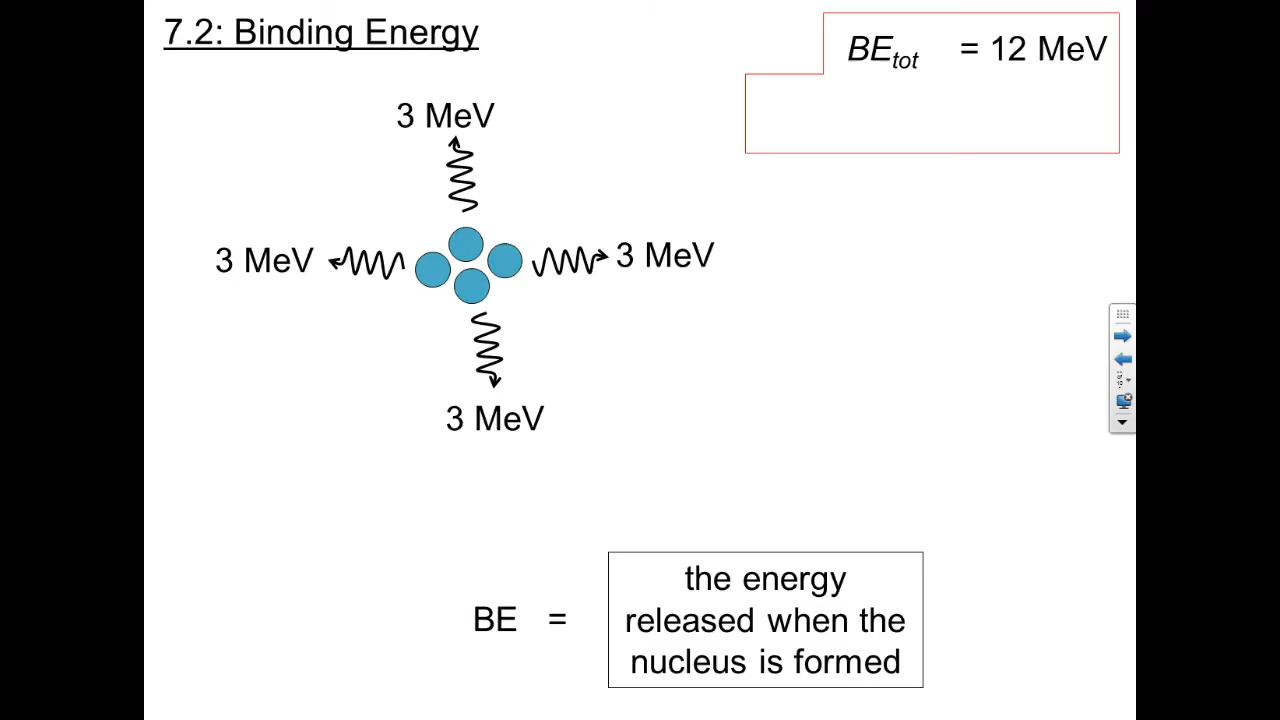 7.2: Binding Energy
BEtot = 12 MeV
3 MeV
3 MeV
3 MeV
3 MeV
BE =
the energy
released when the
nucleus is formed